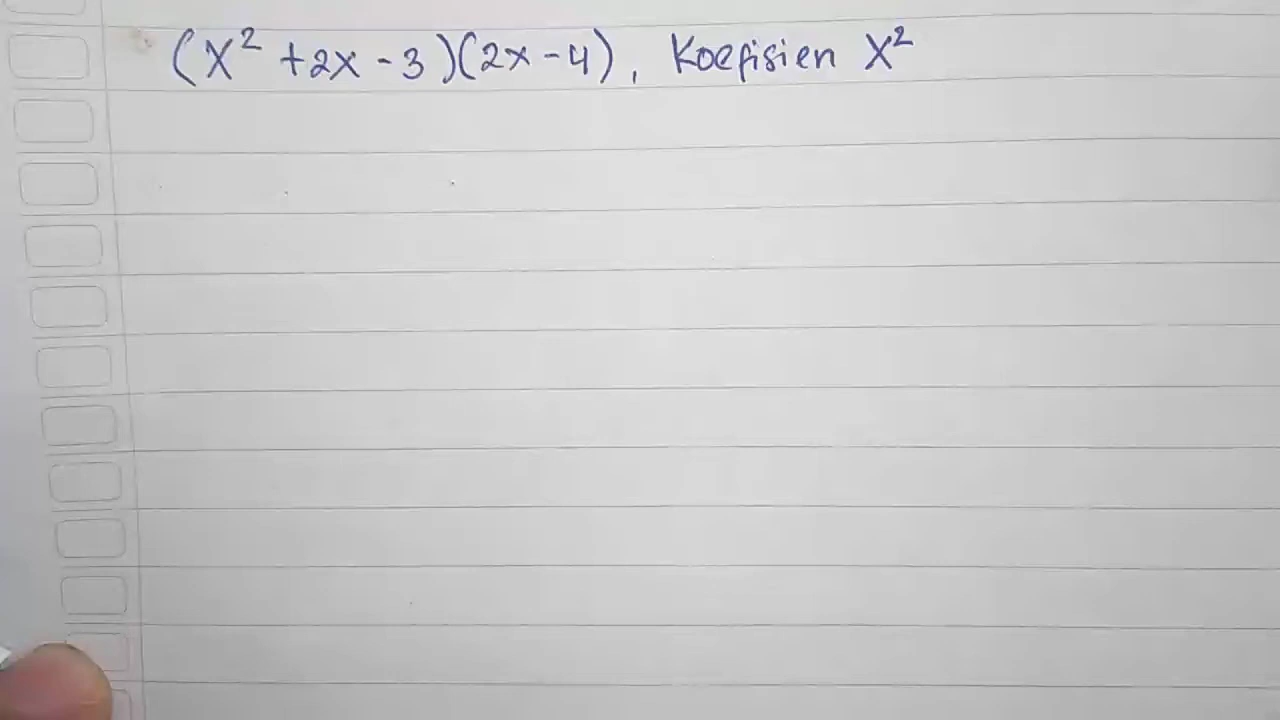 (x² + 2x - 3)(2x - 4), Koefisien x²